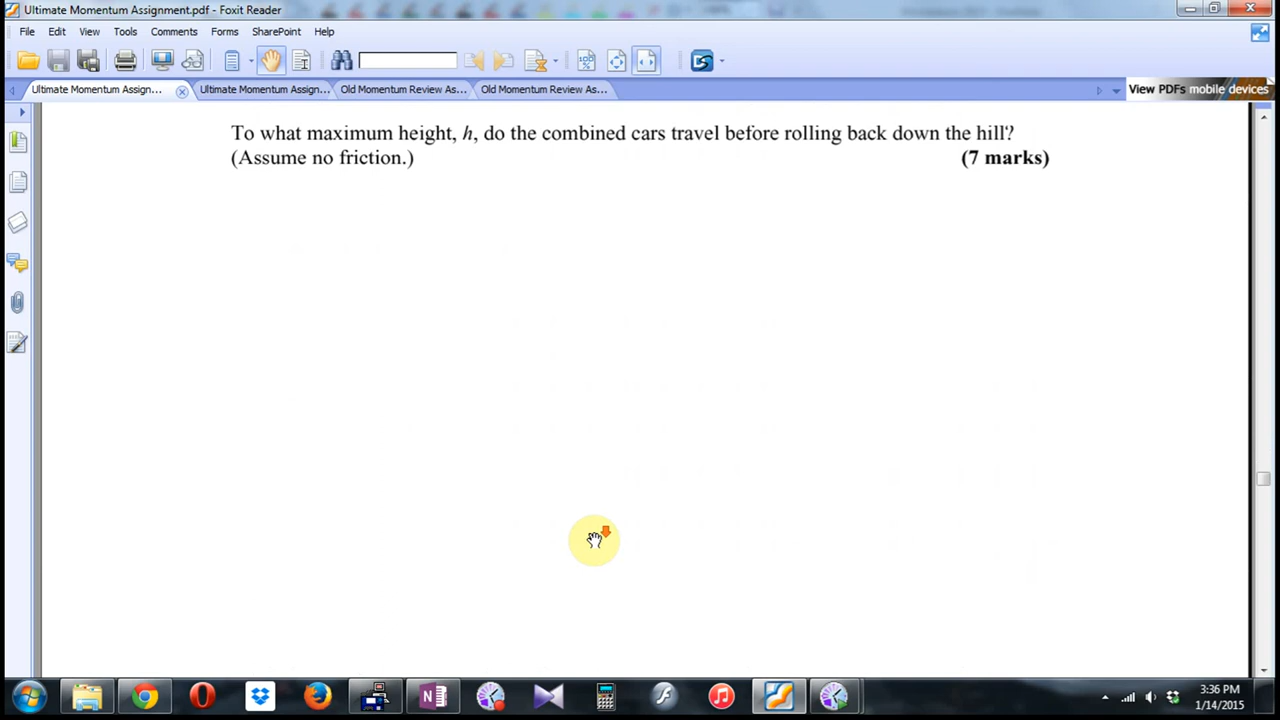 Ultimate Momentum Assignment.pdf - Foxit Reader
File Edit View Tools Comments Forms SharePoint Help
Ultimate Momentum Assign... Ultimate Momentum Assign... Old Momentum Review As... Old Momentum Review As... View PDFs mobile devices
To what maximum height, h, do the combined cars travel before rolling back down the hill?
(Assume no friction.) (7 marks)
3:36 PM
1/14/2015